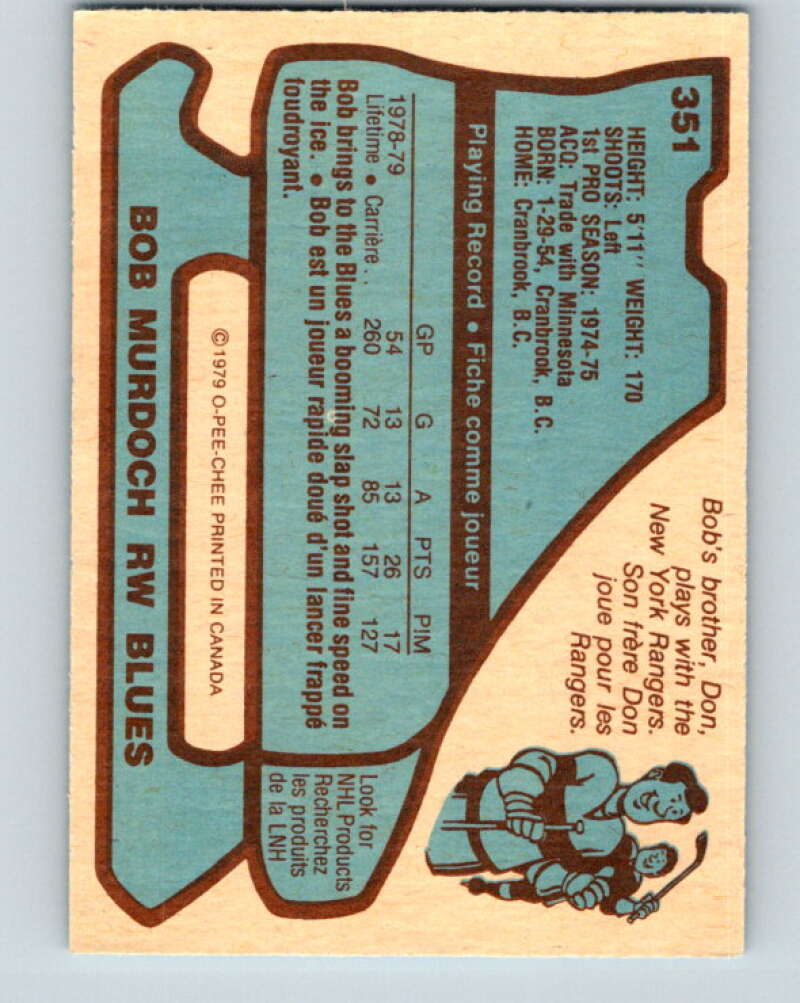 351
HEIGHT: 5'11" WEIGHT: 170
SHOOTS: Left
1st PRO SEASON: 1974-75
ACQ: Trade with Minnesota
BORN: 1-29-54, Cranbrook, B.C.
HOME: Cranbrook, B.C.
Bob's brother, Don,
plays with the
New York Rangers.
Son frère Don
joue pour les
Rangers.
Playing Record • Fiche comme joueur
GP G A PTS PIM
1978-79 54 13 13 26 17
Lifetime • Carrière .. 260 72 85 157 127
Bob brings to the Blues a booming slap shot and fine speed on
the ice. • Bob est un joueur rapide doué d'un lancer frappé
foudroyant.
Look for
NHL Products
Recherchez
les produits
de la LNH
©1979 O-PEE-CHEE PRINTED IN CANADA
BOB MURDOCH RW BLUES